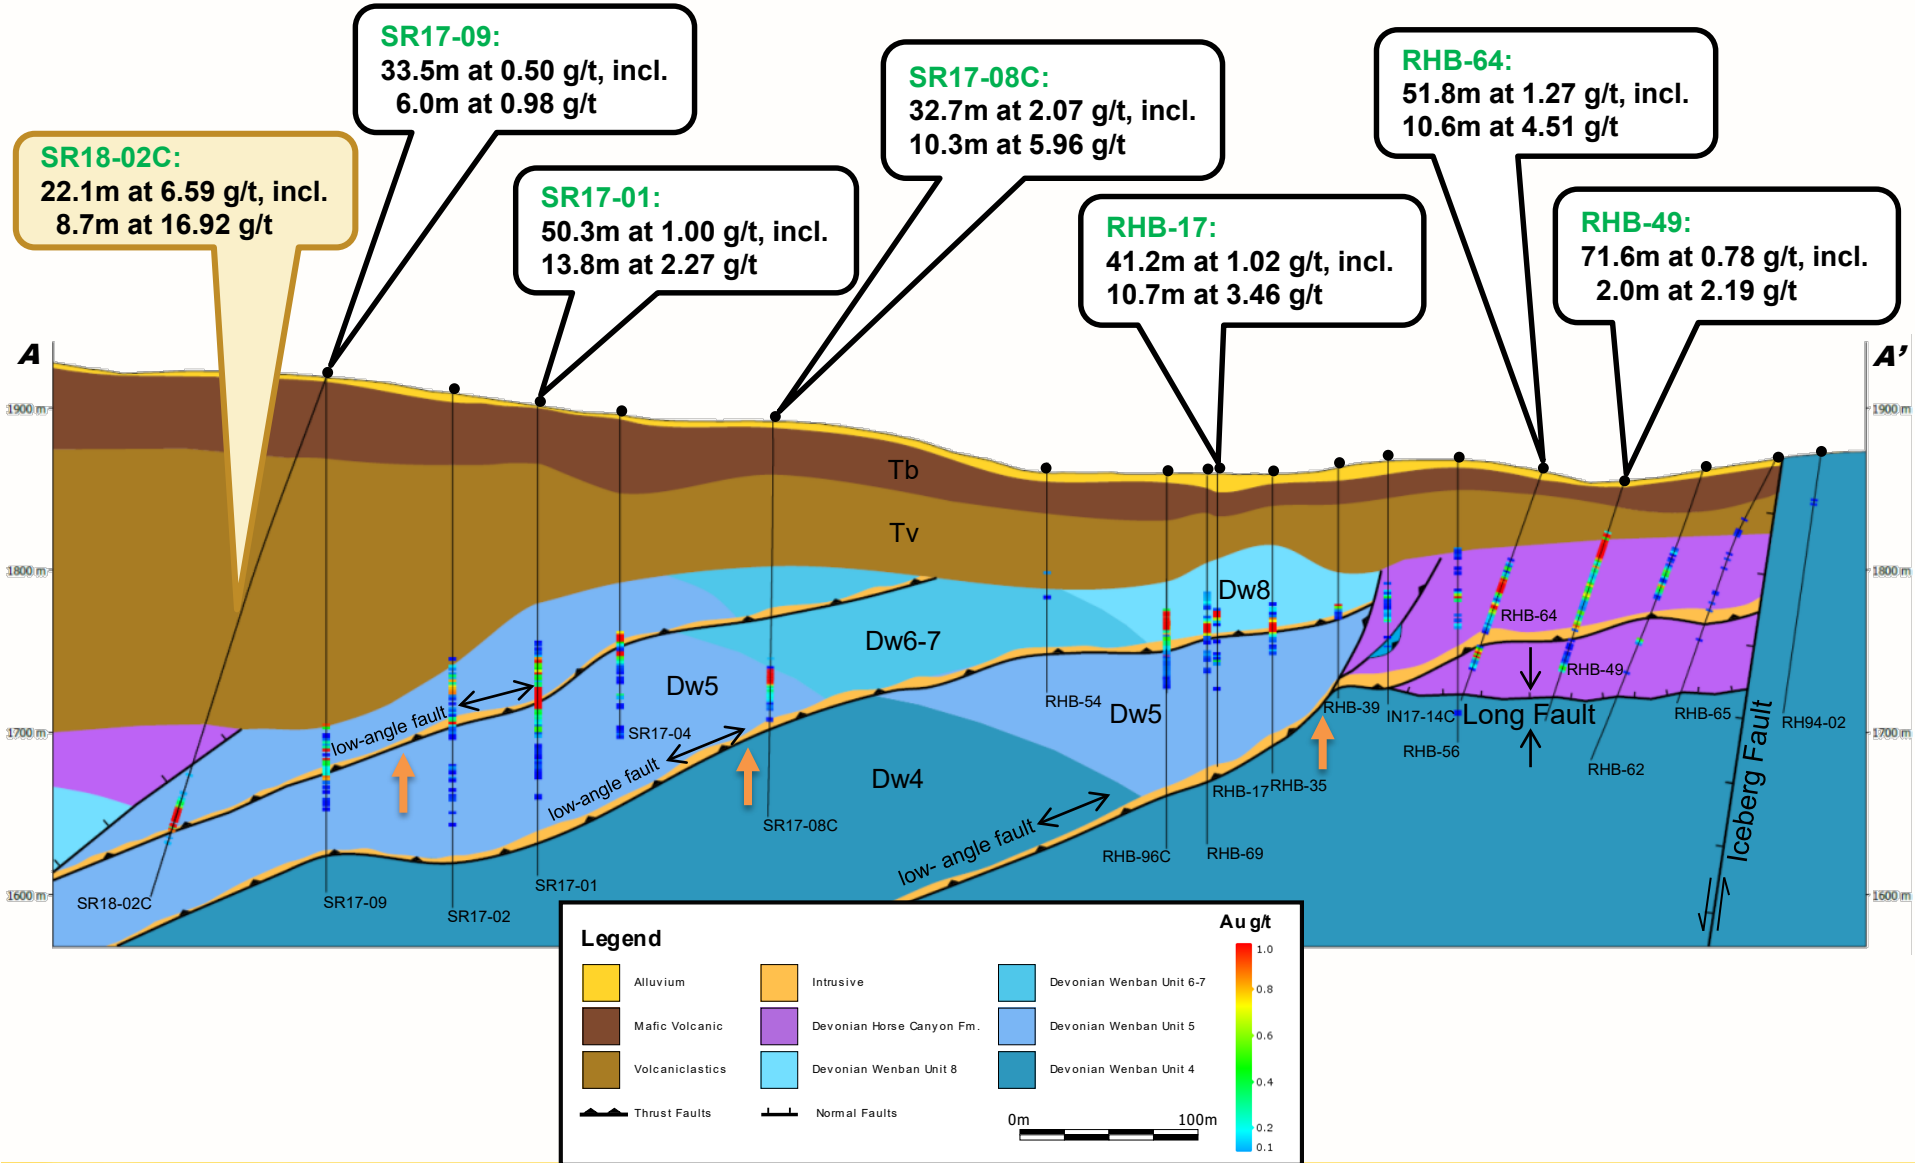 SR17-09:
33.5m at 0.50 g/t, incl.
6.0m at 0.98 g/t
SR17-08C:
32.7m at 2.07 g/t, incl.
10.3m at 5.96 g/t
RHB-64:
51.8m at 1.27 g/t, incl.
10.6m at 4.51 g/t
SR18-02C:
22.1m at 6.59 g/t, incl.
8.7m at 16.92 g/t
SR17-01:
50.3m at 1.00 g/t, incl.
13.8m at 2.27 g/t
RHB-17:
41.2m at 1.02 g/t, incl.
10.7m at 3.46 g/t
RHB-49:
71.6m at 0.78 g/t, incl.
2.0m at 2.19 g/t
A
A'
1900 m
1900 m
Tb
Tv
1800 m
1800 m
Dw8
RHB-64
Dw6-7
RHB-49
Dw5
RHB-54
Dw5
RHB-39
IN17-14C
Long Fault
RHB-65
RH94-02
low-angle fault
1700 m
SR17-04
1700 m
RHB-56
RHB-62
low-angle fault
Dw4
RHB-17
RHB-35
Iceberg Fault
SR17-08C
low- angle fault
RHB-96C
RHB-69
1600 m
SR18-02C
SR17-09
SR17-01
SR17-02
1600 m
Legend
Au g/t
Alluvium
Intrusive
Devonian Wenban Unit 6-7
Mafic Volcanic
Devonian Horse Canyon Fm.
Devonian Wenban Unit 5
Volcaniclastics
Devonian Wenban Unit 8
Devonian Wenban Unit 4
Thrust Faults
Normal Faults
0m
100m
1.0
0.8
0.6
0.4
0.2
0.1